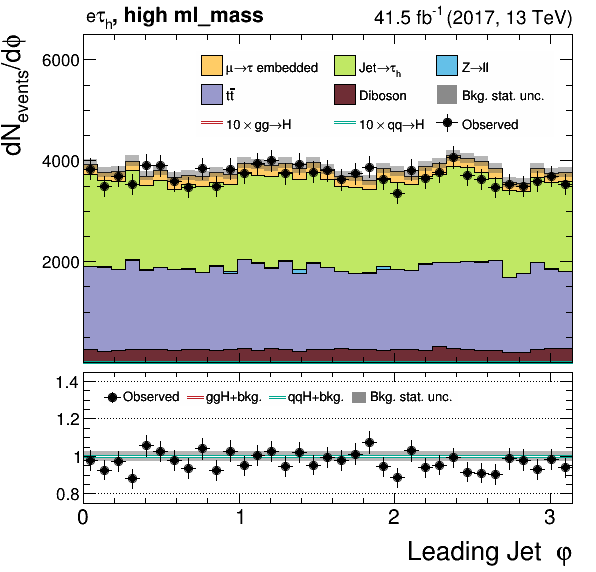 eτh, high ml_mass 41.5 fb⁻¹ (2017, 13 TeV)
dNevents/dφ
6000
4000
2000
μ→τ embedded Jet→τh Z→ll
tt̄ Diboson Bkg. stat. unc.
10 × gg→H 10 × qq→H Observed
1.4
1.2
1
0.8
Observed ggH+bkg. qqH+bkg. Bkg. stat. unc.
0 1 2 3
Leading Jet φ